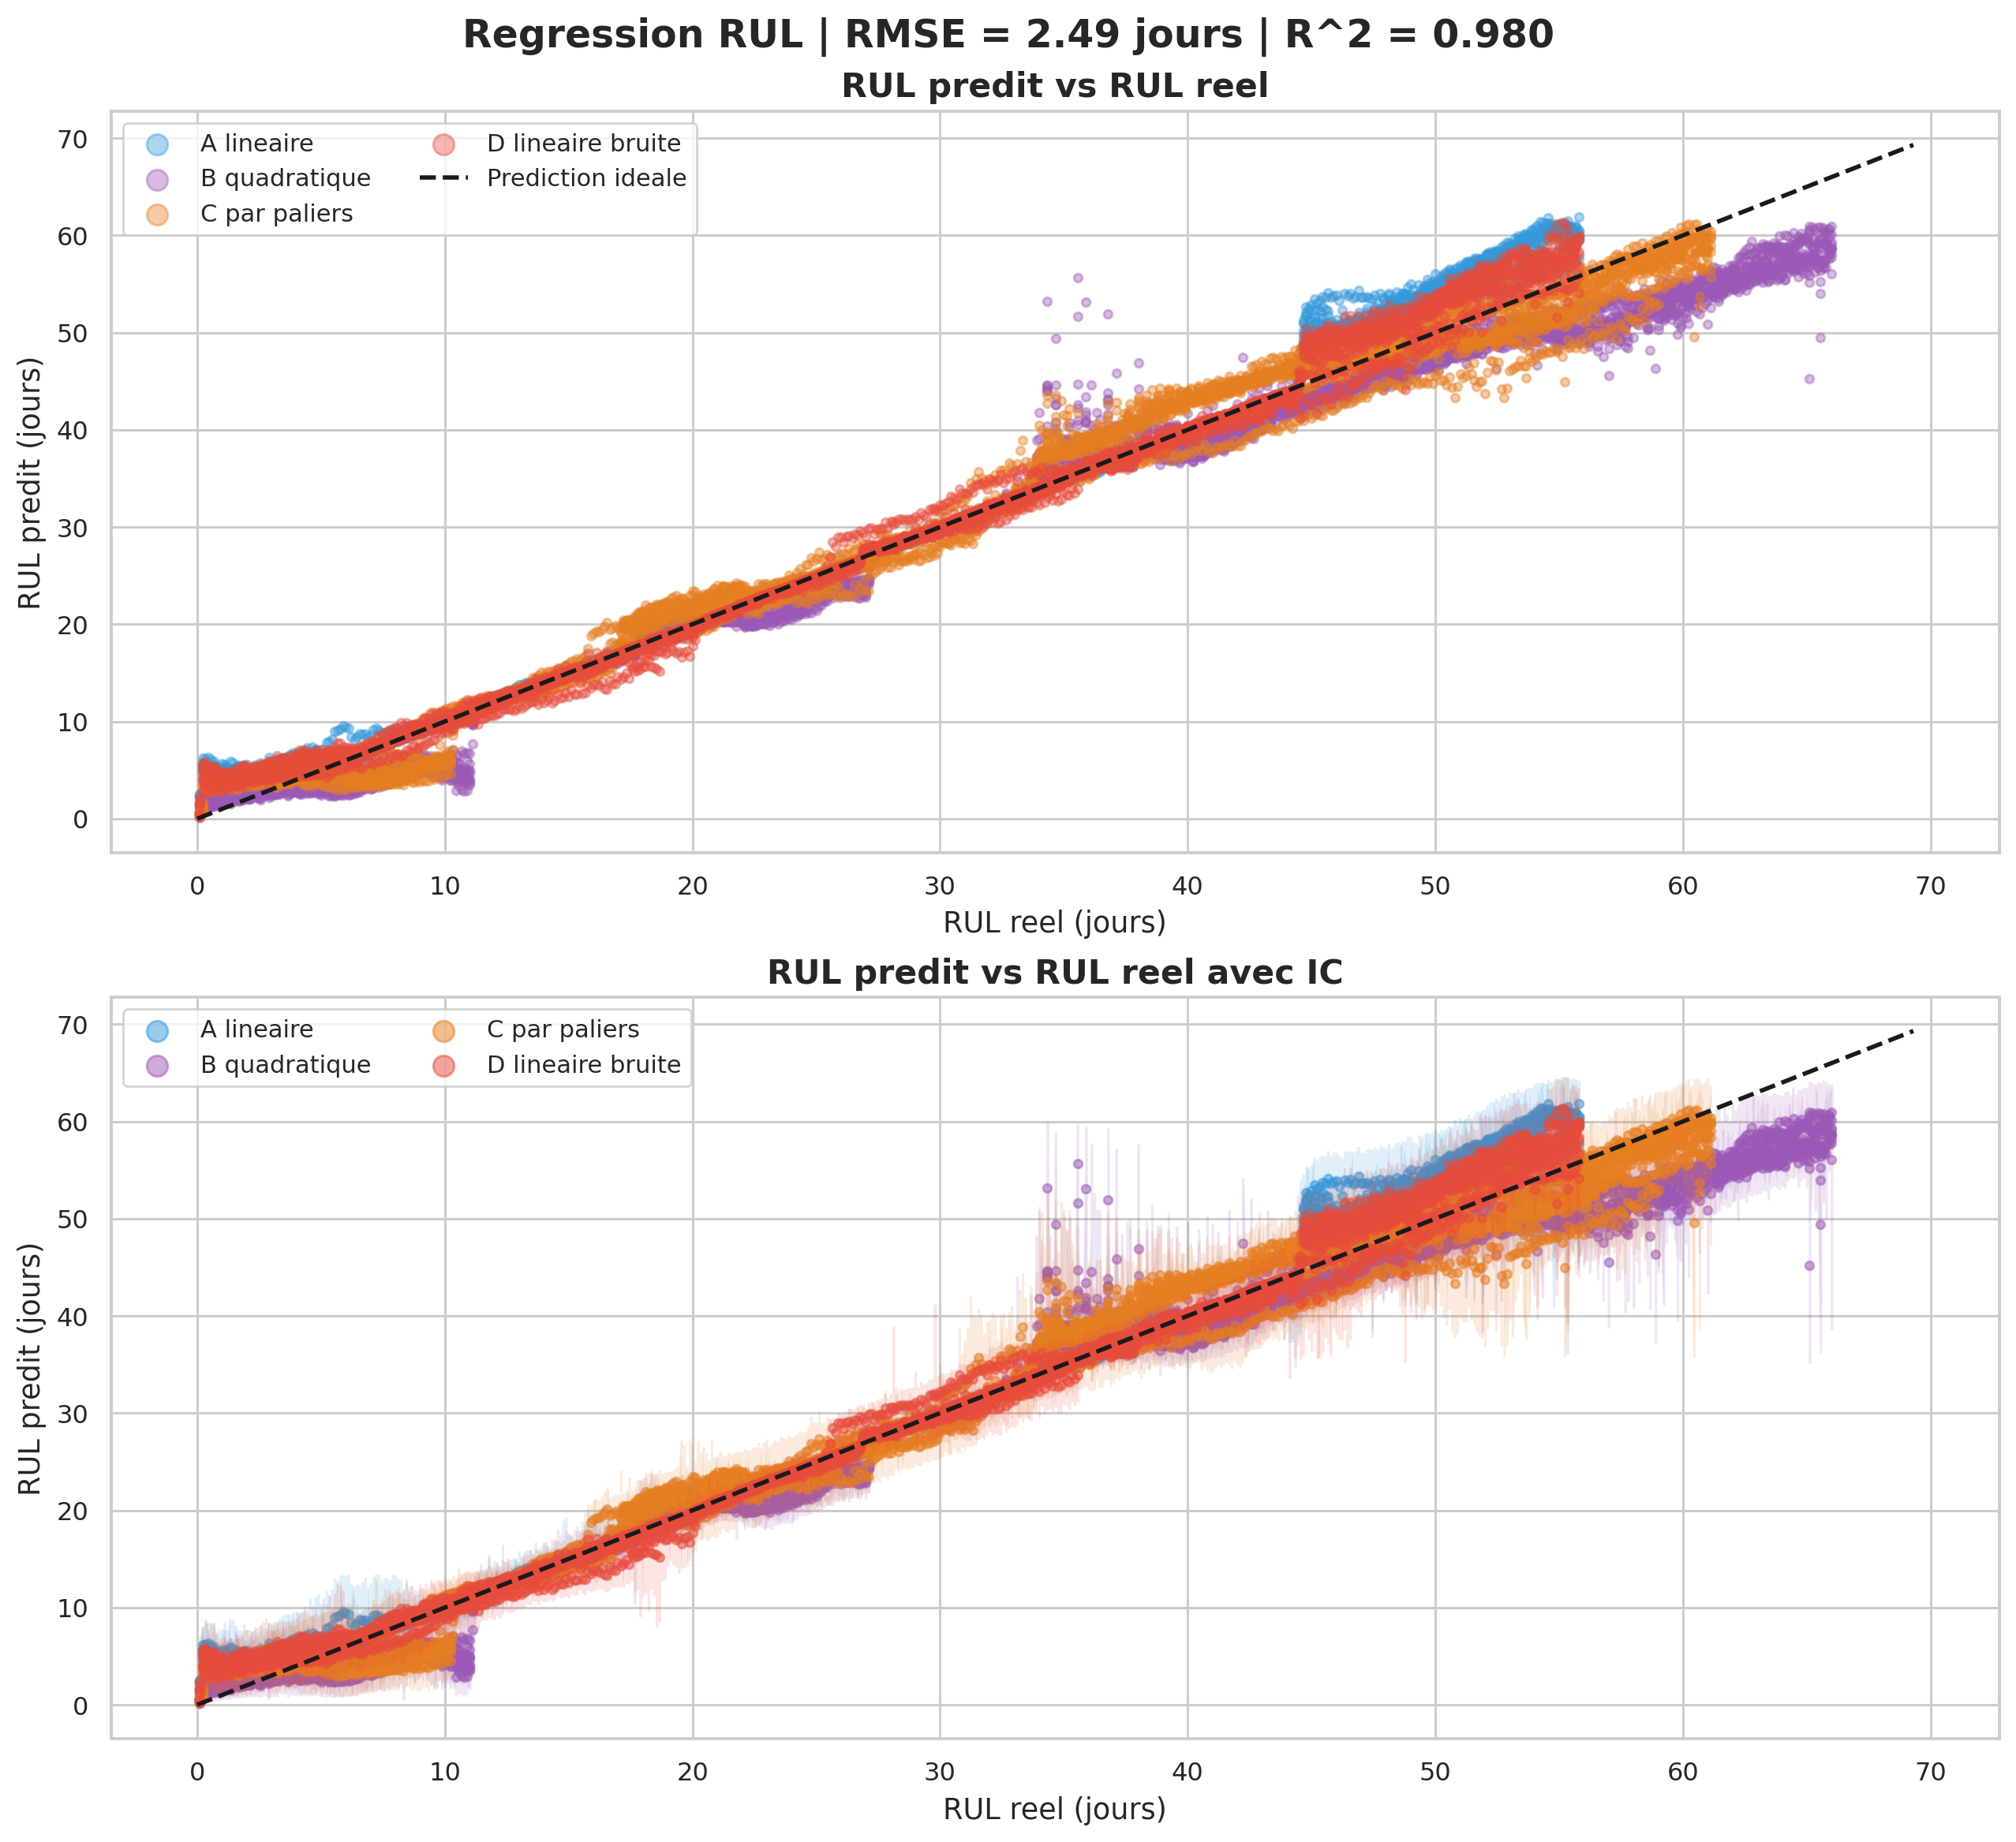 Regression RUL | RMSE = 2.49 jours | R^2 = 0.980
RUL predit vs RUL reel
A lineaire
B quadratique
C par paliers
D lineaire bruite
Prediction ideale
RUL predit (jours)
70
60
50
40
30
20
10
0
0 10 20 30 40 50 60 70
RUL reel (jours)
RUL predit vs RUL reel avec IC
A lineaire
B quadratique
C par paliers
D lineaire bruite
RUL predit (jours)
70
60
50
40
30
20
10
0
0 10 20 30 40 50 60 70
RUL reel (jours)